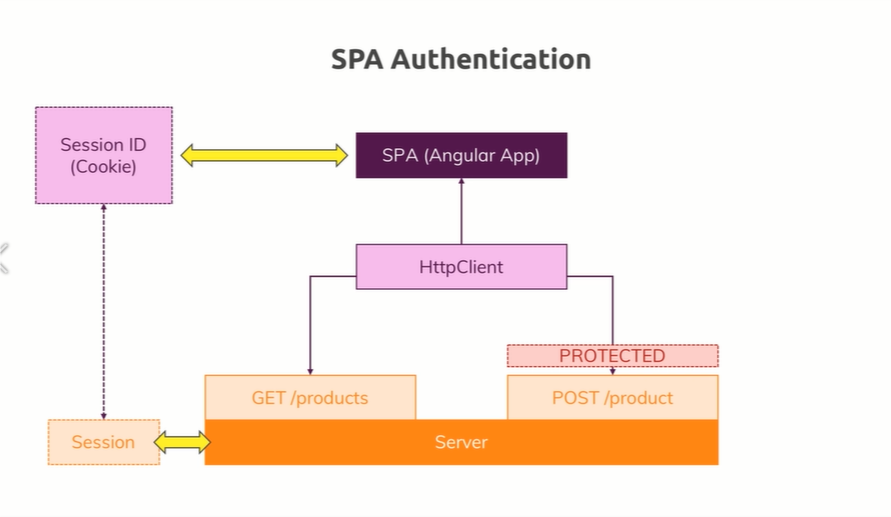 SPA Authentication
Session ID
(Cookie)
SPA (Angular App)
HttpClient
PROTECTED
GET /products
POST /product
Session
Server